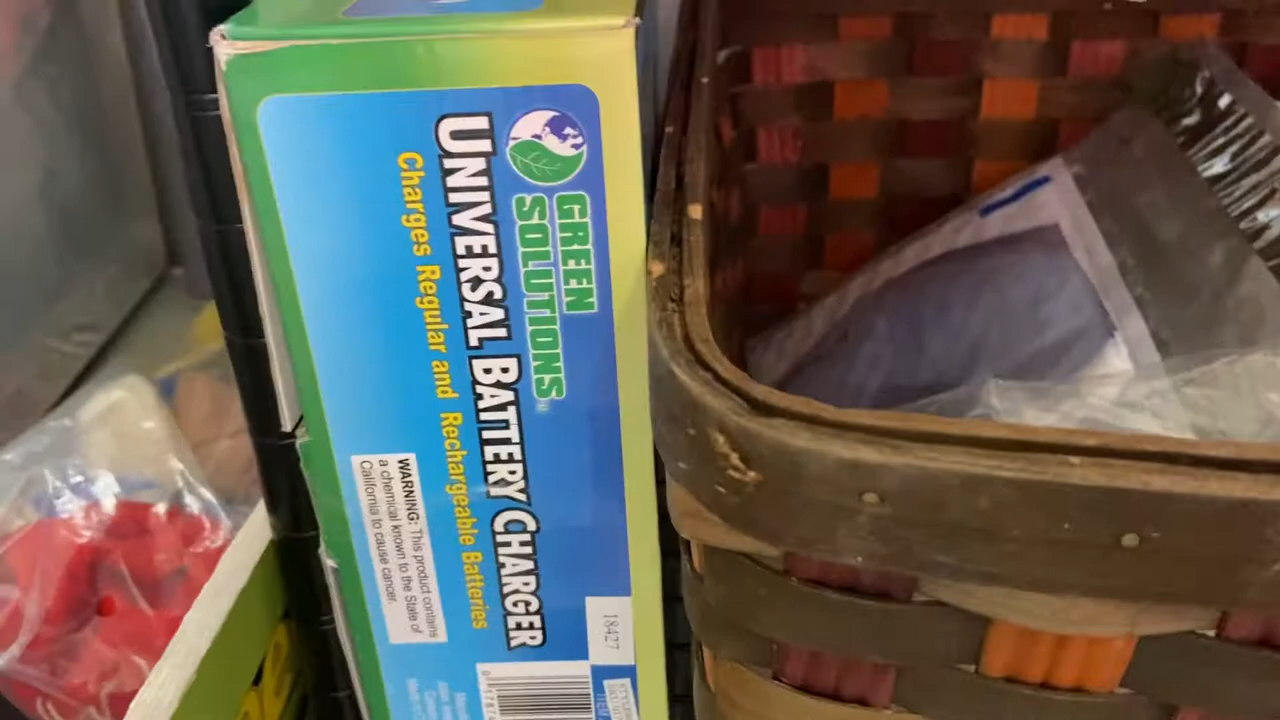 GREEN
SOLUTIONS
UNIVERSAL BATTERY CHARGER
Charges Regular and Rechargeable Batteries
WARNING: This product contains
a chemical known to the State of
California to cause cancer.
18427